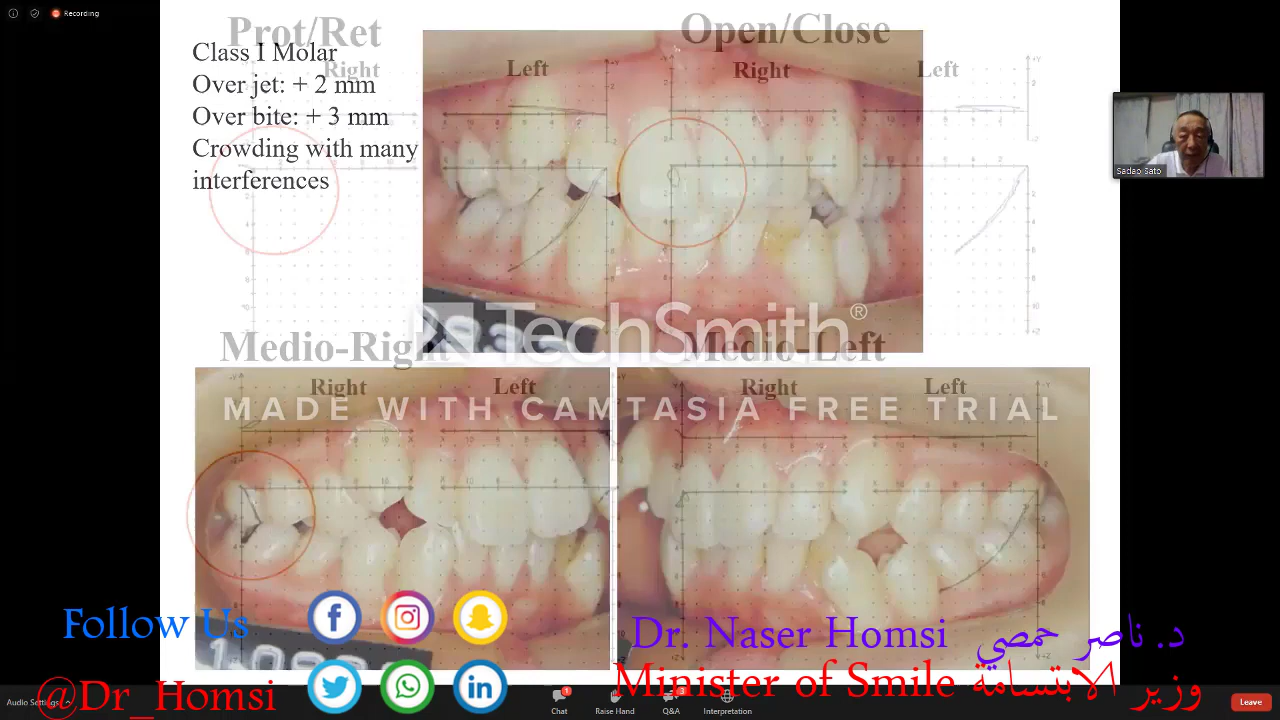 Recording
Prot/Ret
Open/Close
Class I Molar
Over jet: + 2 mm
Over bite: + 3 mm
Crowding with many
interferences
Right
Left
Right
Left
Sadao Sato
TechSmith®
Medio-Right
Medio-Left
Right
Left
Right
Left
MADE WITH CAMTASIA FREE TRIAL
Follow Us
@Dr_Homsi
Dr. Naser Homsi د. ناصر حمصي
Minister of Smile وزير الابتسامة
Audio Settings
Chat
Raise Hand
Q&A
Interpretation
Leave